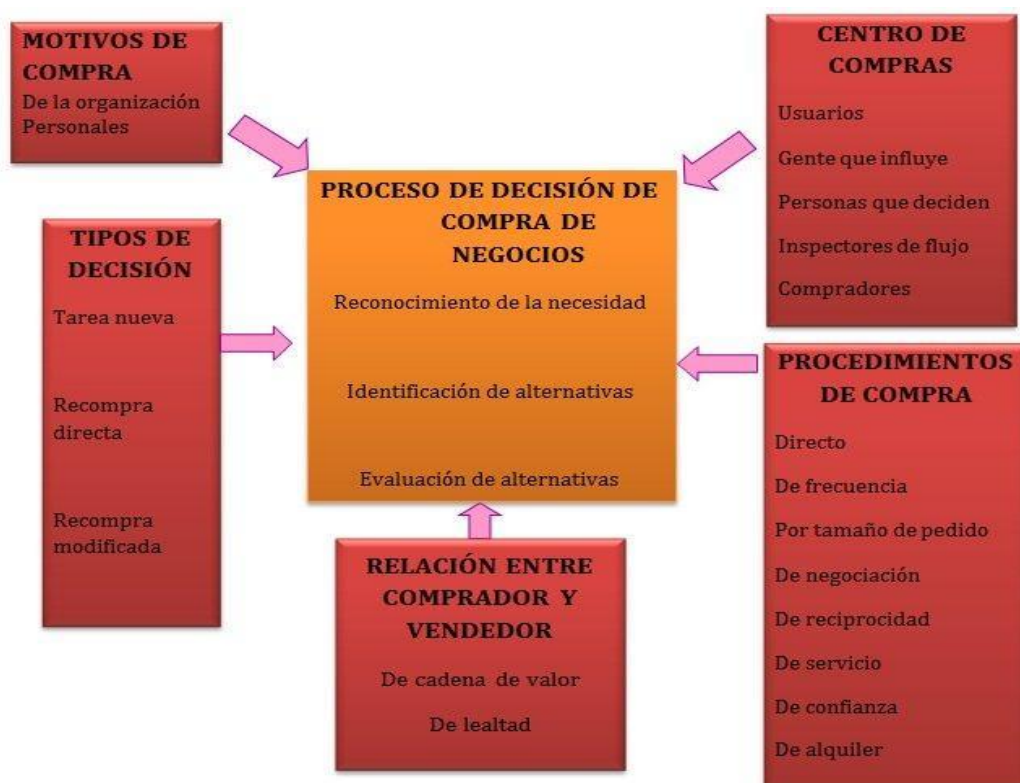 MOTIVOS DE
COMPRA
De la organización
Personales
CENTRO DE
COMPRAS
Usuarios
Gente que influye
Personas que deciden
Inspectores de flujo
Compradores
PROCESO DE DECISIÓN DE
COMPRA DE
NEGOCIOS
Reconocimiento de la necesidad
Identificación de alternativas
Evaluación de alternativas
TIPOS DE
DECISIÓN
Tarea nueva
Recompra
directa
Recompra
modificada
PROCEDIMIENTOS
DE COMPRA
Directo
De frecuencia
Por tamaño de pedido
De negociación
De reciprocidad
De servicio
De confianza
De alquiler
RELACIÓN ENTRE
COMPRADOR Y
VENDEDOR
De cadena de valor
De lealtad